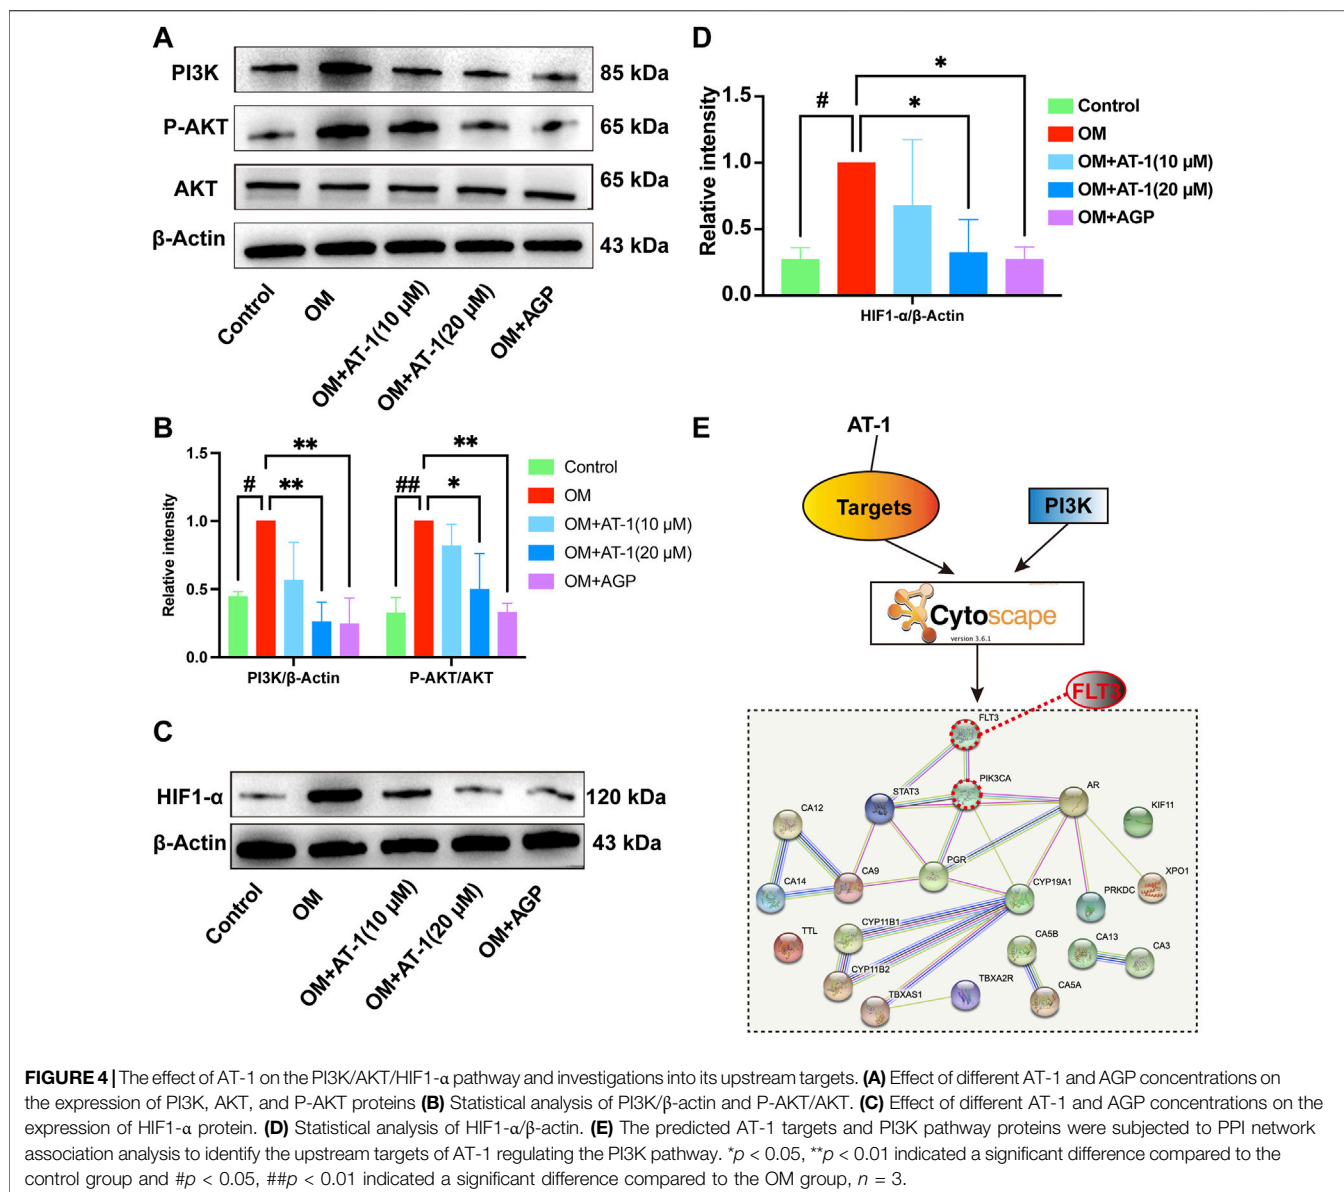 A
PI3K
85 kDa
P-AKT
65 kDa
AKT
65 kDa
β-Actin
43 kDa
Control
OM
OM+AT-1(10 μM)
OM+AT-1(20 μM)
OM+AGP
B
Relative intensity
1.5
1.0
0.5
0.0
#
**
**
##
*
**
PI3K/β-Actin
P-AKT/AKT
Control
OM
OM+AT-1(10 μM)
OM+AT-1(20 μM)
OM+AGP
C
HIF1-α
120 kDa
β-Actin
43 kDa
Control
OM
OM+AT-1(10 μM)
OM+AT-1(20 μM)
OM+AGP
D
Relative intensity
1.5
1.0
0.5
0.0
#
*
*
HIF1-α/β-Actin
Control
OM
OM+AT-1(10 μM)
OM+AT-1(20 μM)
OM+AGP
E
AT-1
Targets
PI3K
Cytoscape
version 3.6.1
FLT3
FLT3
PIK3CA
STAT3
AR
KIF11
CA12
CA14
CA9
PGR
CYP19A1
PRKDC
XPO1
TTL
CYP11B1
CYP11B2
CA5B
CA13
CA3
TBXAS1
TBXA2R
CA5A
FIGURE 4 | The effect of AT-1 on the PI3K/AKT/HIF1-α pathway and investigations into its upstream targets. (A) Effect of different AT-1 and AGP concentrations on
the expression of PI3K, AKT, and P-AKT proteins (B) Statistical analysis of PI3K/β-actin and P-AKT/AKT. (C) Effect of different AT-1 and AGP concentrations on the
expression of HIF1-α protein. (D) Statistical analysis of HIF1-α/β-actin. (E) The predicted AT-1 targets and PI3K pathway proteins were subjected to PPI network
association analysis to identify the upstream targets of AT-1 regulating the PI3K pathway. *p < 0.05, **p < 0.01 indicated a significant difference compared to the
control group and #p < 0.05, ##p < 0.01 indicated a significant difference compared to the OM group, n = 3.